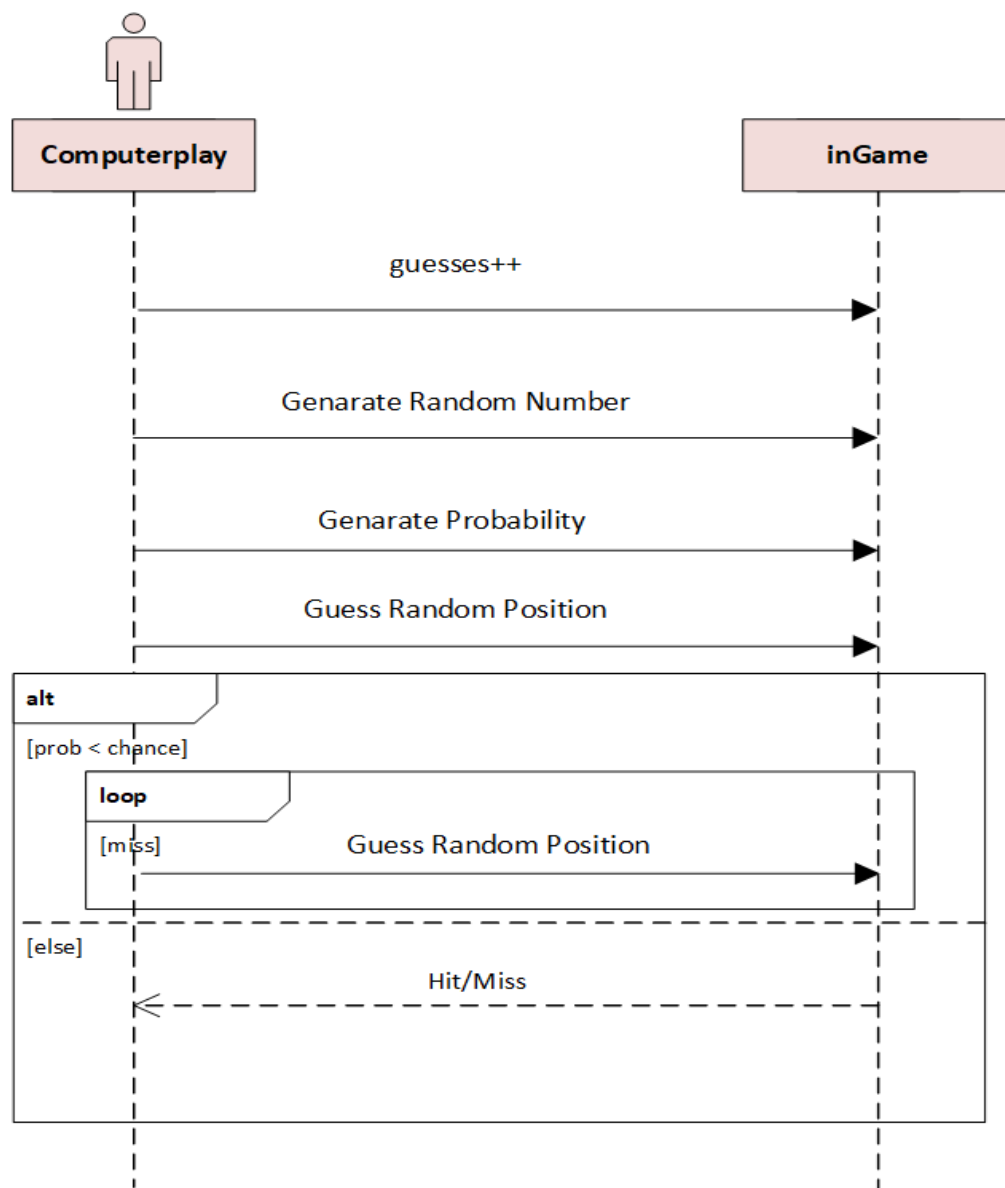 Computerplay
inGame
guesses++
Genarate Random Number
Genarate Probability
Guess Random Position
alt
[prob < chance]
loop
[miss]
Guess Random Position
[else]
Hit/Miss